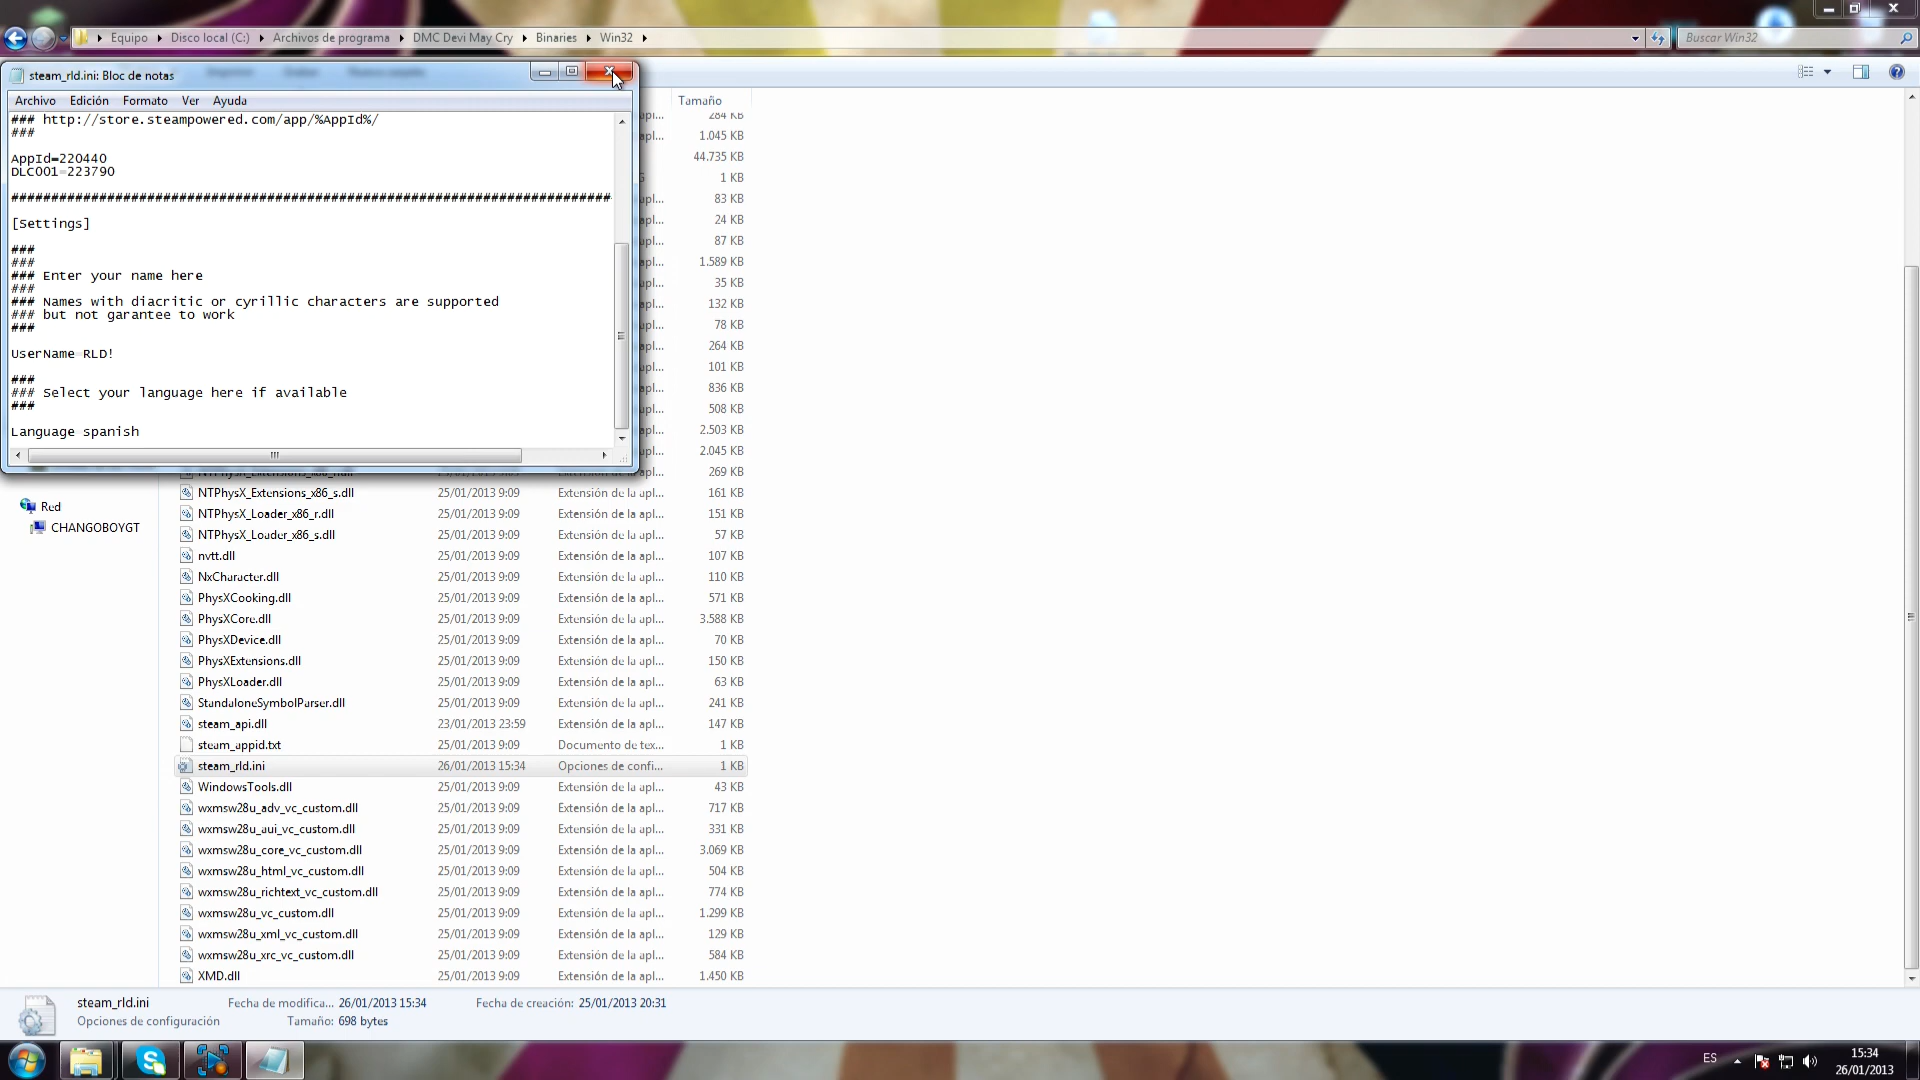 Equipo
Disco local (C:)
Archivos de programa
DMC Devi May Cry
Binaries
Win32
Buscar Win32
steam_rld.ini: Bloc de notas
Archivo Edición Formato Ver Ayuda
Tamaño
### http://store.steampowered.com/app/%AppId%/
###
AppId=220440
DLC001=223790
###########################################################################
[Settings]
###
###
### Enter your name here
###
### Names with diacritic or cyrillic characters are supported
### but not garantee to work
###
UserName=RLD!
###
### Select your language here if available
###
Language=spanish
284 KB
1.045 KB
44.735 KB
1 KB
83 KB
24 KB
87 KB
1.589 KB
35 KB
132 KB
78 KB
264 KB
101 KB
836 KB
508 KB
2.503 KB
2.045 KB
269 KB
Red
CHANGOBOYGT
NTPhysX_Extensions_x86_s.dll 25/01/2013 9:09 Extensión de la apl... 161 KB
NTPhysX_Loader_x86_r.dll 25/01/2013 9:09 Extensión de la apl... 151 KB
NTPhysX_Loader_x86_s.dll 25/01/2013 9:09 Extensión de la apl... 57 KB
nvtt.dll 25/01/2013 9:09 Extensión de la apl... 107 KB
NxCharacter.dll 25/01/2013 9:09 Extensión de la apl... 110 KB
PhysXCooking.dll 25/01/2013 9:09 Extensión de la apl... 571 KB
PhysXCore.dll 25/01/2013 9:09 Extensión de la apl... 3.588 KB
PhysXDevice.dll 25/01/2013 9:09 Extensión de la apl... 70 KB
PhysXExtensions.dll 25/01/2013 9:09 Extensión de la apl... 150 KB
PhysXLoader.dll 25/01/2013 9:09 Extensión de la apl... 63 KB
StandaloneSymbolParser.dll 25/01/2013 9:09 Extensión de la apl... 241 KB
steam_api.dll 23/01/2013 23:59 Extensión de la apl... 147 KB
steam_appid.txt 25/01/2013 9:09 Documento de tex... 1 KB
steam_rld.ini 26/01/2013 15:34 Opciones de confi... 1 KB
WindowsTools.dll 25/01/2013 9:09 Extensión de la apl... 43 KB
wxmsw28u_adv_vc_custom.dll 25/01/2013 9:09 Extensión de la apl... 717 KB
wxmsw28u_aui_vc_custom.dll 25/01/2013 9:09 Extensión de la apl... 331 KB
wxmsw28u_core_vc_custom.dll 25/01/2013 9:09 Extensión de la apl... 3.069 KB
wxmsw28u_html_vc_custom.dll 25/01/2013 9:09 Extensión de la apl... 504 KB
wxmsw28u_richtext_vc_custom.dll 25/01/2013 9:09 Extensión de la apl... 774 KB
wxmsw28u_vc_custom.dll 25/01/2013 9:09 Extensión de la apl... 1.299 KB
wxmsw28u_xml_vc_custom.dll 25/01/2013 9:09 Extensión de la apl... 129 KB
wxmsw28u_xrc_vc_custom.dll 25/01/2013 9:09 Extensión de la apl... 584 KB
XMD.dll 25/01/2013 9:09 Extensión de la apl... 1.450 KB
steam_rld.ini Fecha de modifica... 26/01/2013 15:34 Fecha de creación: 25/01/2013 20:31
Opciones de configuración Tamaño: 698 bytes
ES
15:34
26/01/2013